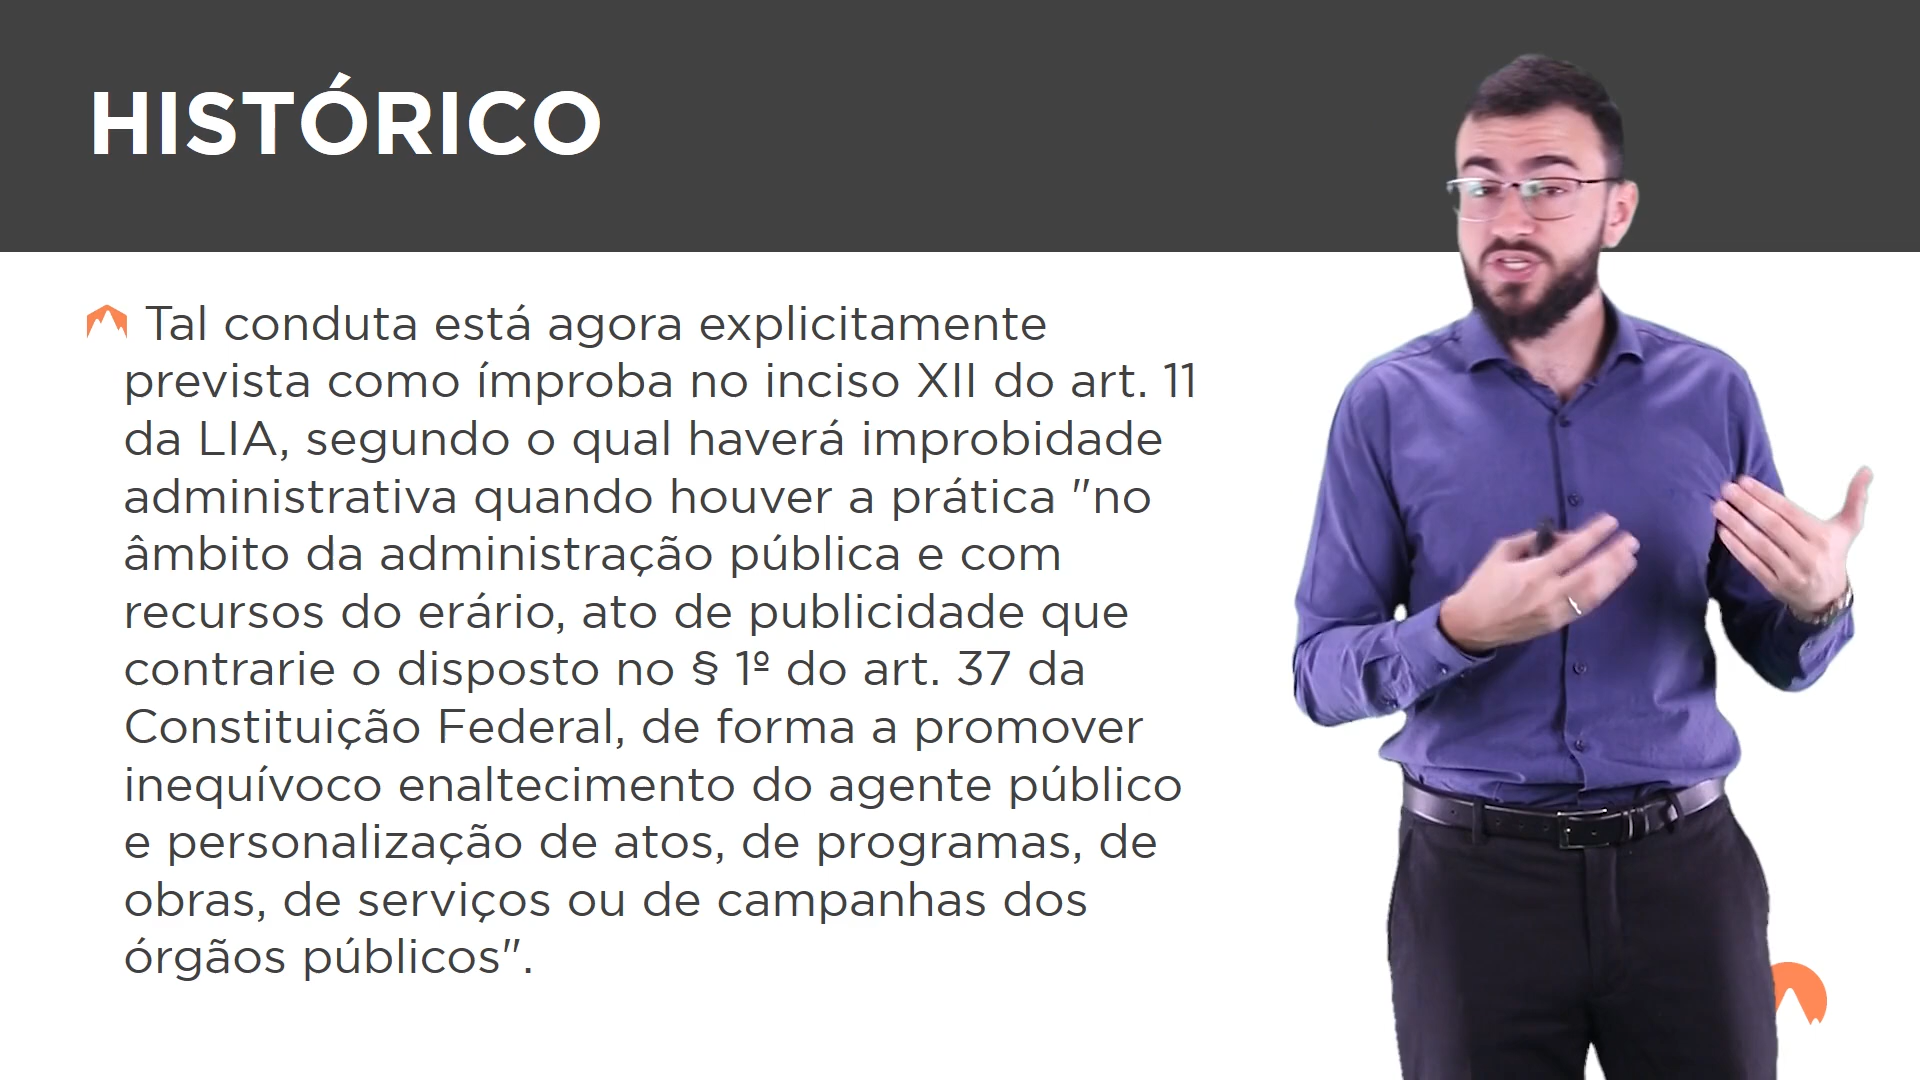 HISTÓRICO
Tal conduta está agora explicitamente
prevista como ímproba no inciso XII do art. 11
da LIA, segundo o qual haverá improbidade
administrativa quando houver a prática "no
âmbito da administração pública e com
recursos do erário, ato de publicidade que
contrarie o disposto no § 1º do art. 37 da
Constituição Federal, de forma a promover
inequívoco enaltecimento do agente público
e personalização de atos, de programas, de
obras, de serviços ou de campanhas dos
órgãos públicos".